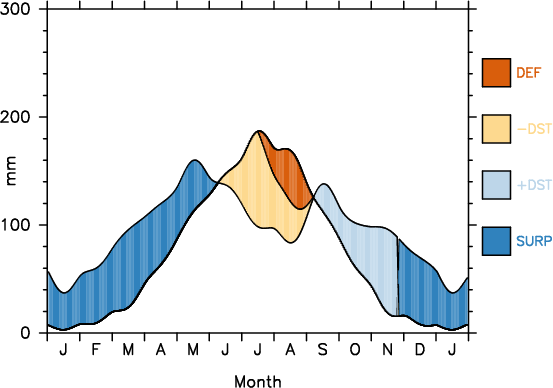 300
200
100
0
mm
J F M A M J J A S O N D J
Month
DEF
−DST
+DST
SURP